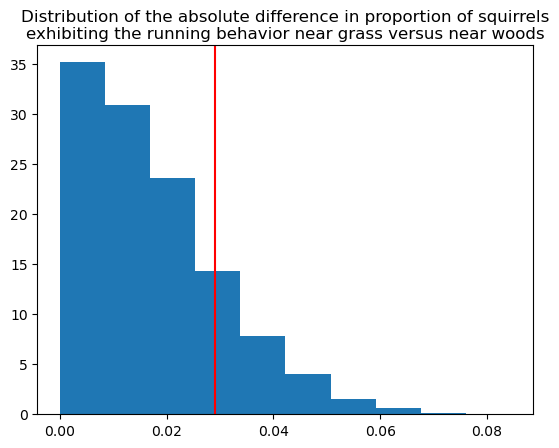 Distribution of the absolute difference in proportion of squirrels
exhibiting the running behavior near grass versus near woods
35
30
25
20
15
10
5
0
0.00 0.02 0.04 0.06 0.08